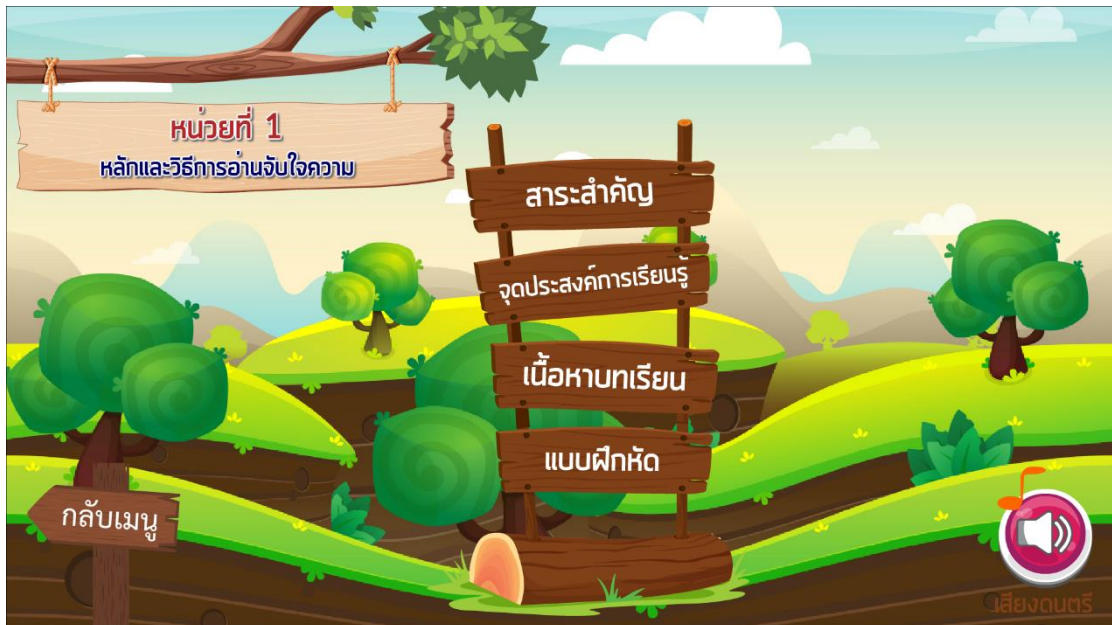 หน่วยที่ 1
หลักและวิธีการอ่านจับใจความ
สาระสำคัญ
จุดประสงค์การเรียนรู้
เนื้อหาบทเรียน
แบบฝึกหัด
กลับเมนู
เสียงดนตรี